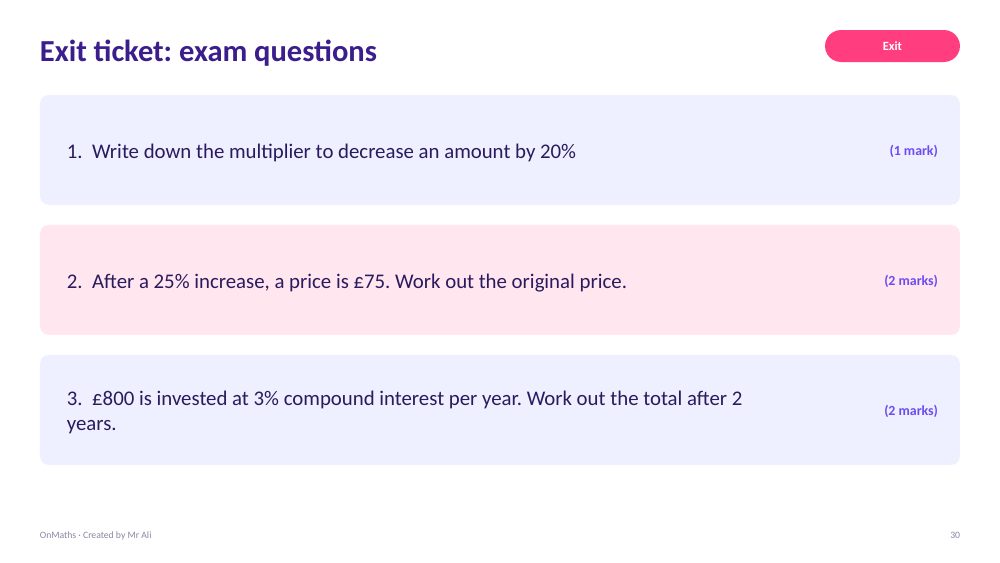 Exit ticket: exam questions
Exit
1. Write down the multiplier to decrease an amount by 20%
(1 mark)
2. After a 25% increase, a price is £75. Work out the original price.
(2 marks)
3. £800 is invested at 3% compound interest per year. Work out the total after 2
years.
(2 marks)
OnMaths · Created by Mr Ali
30